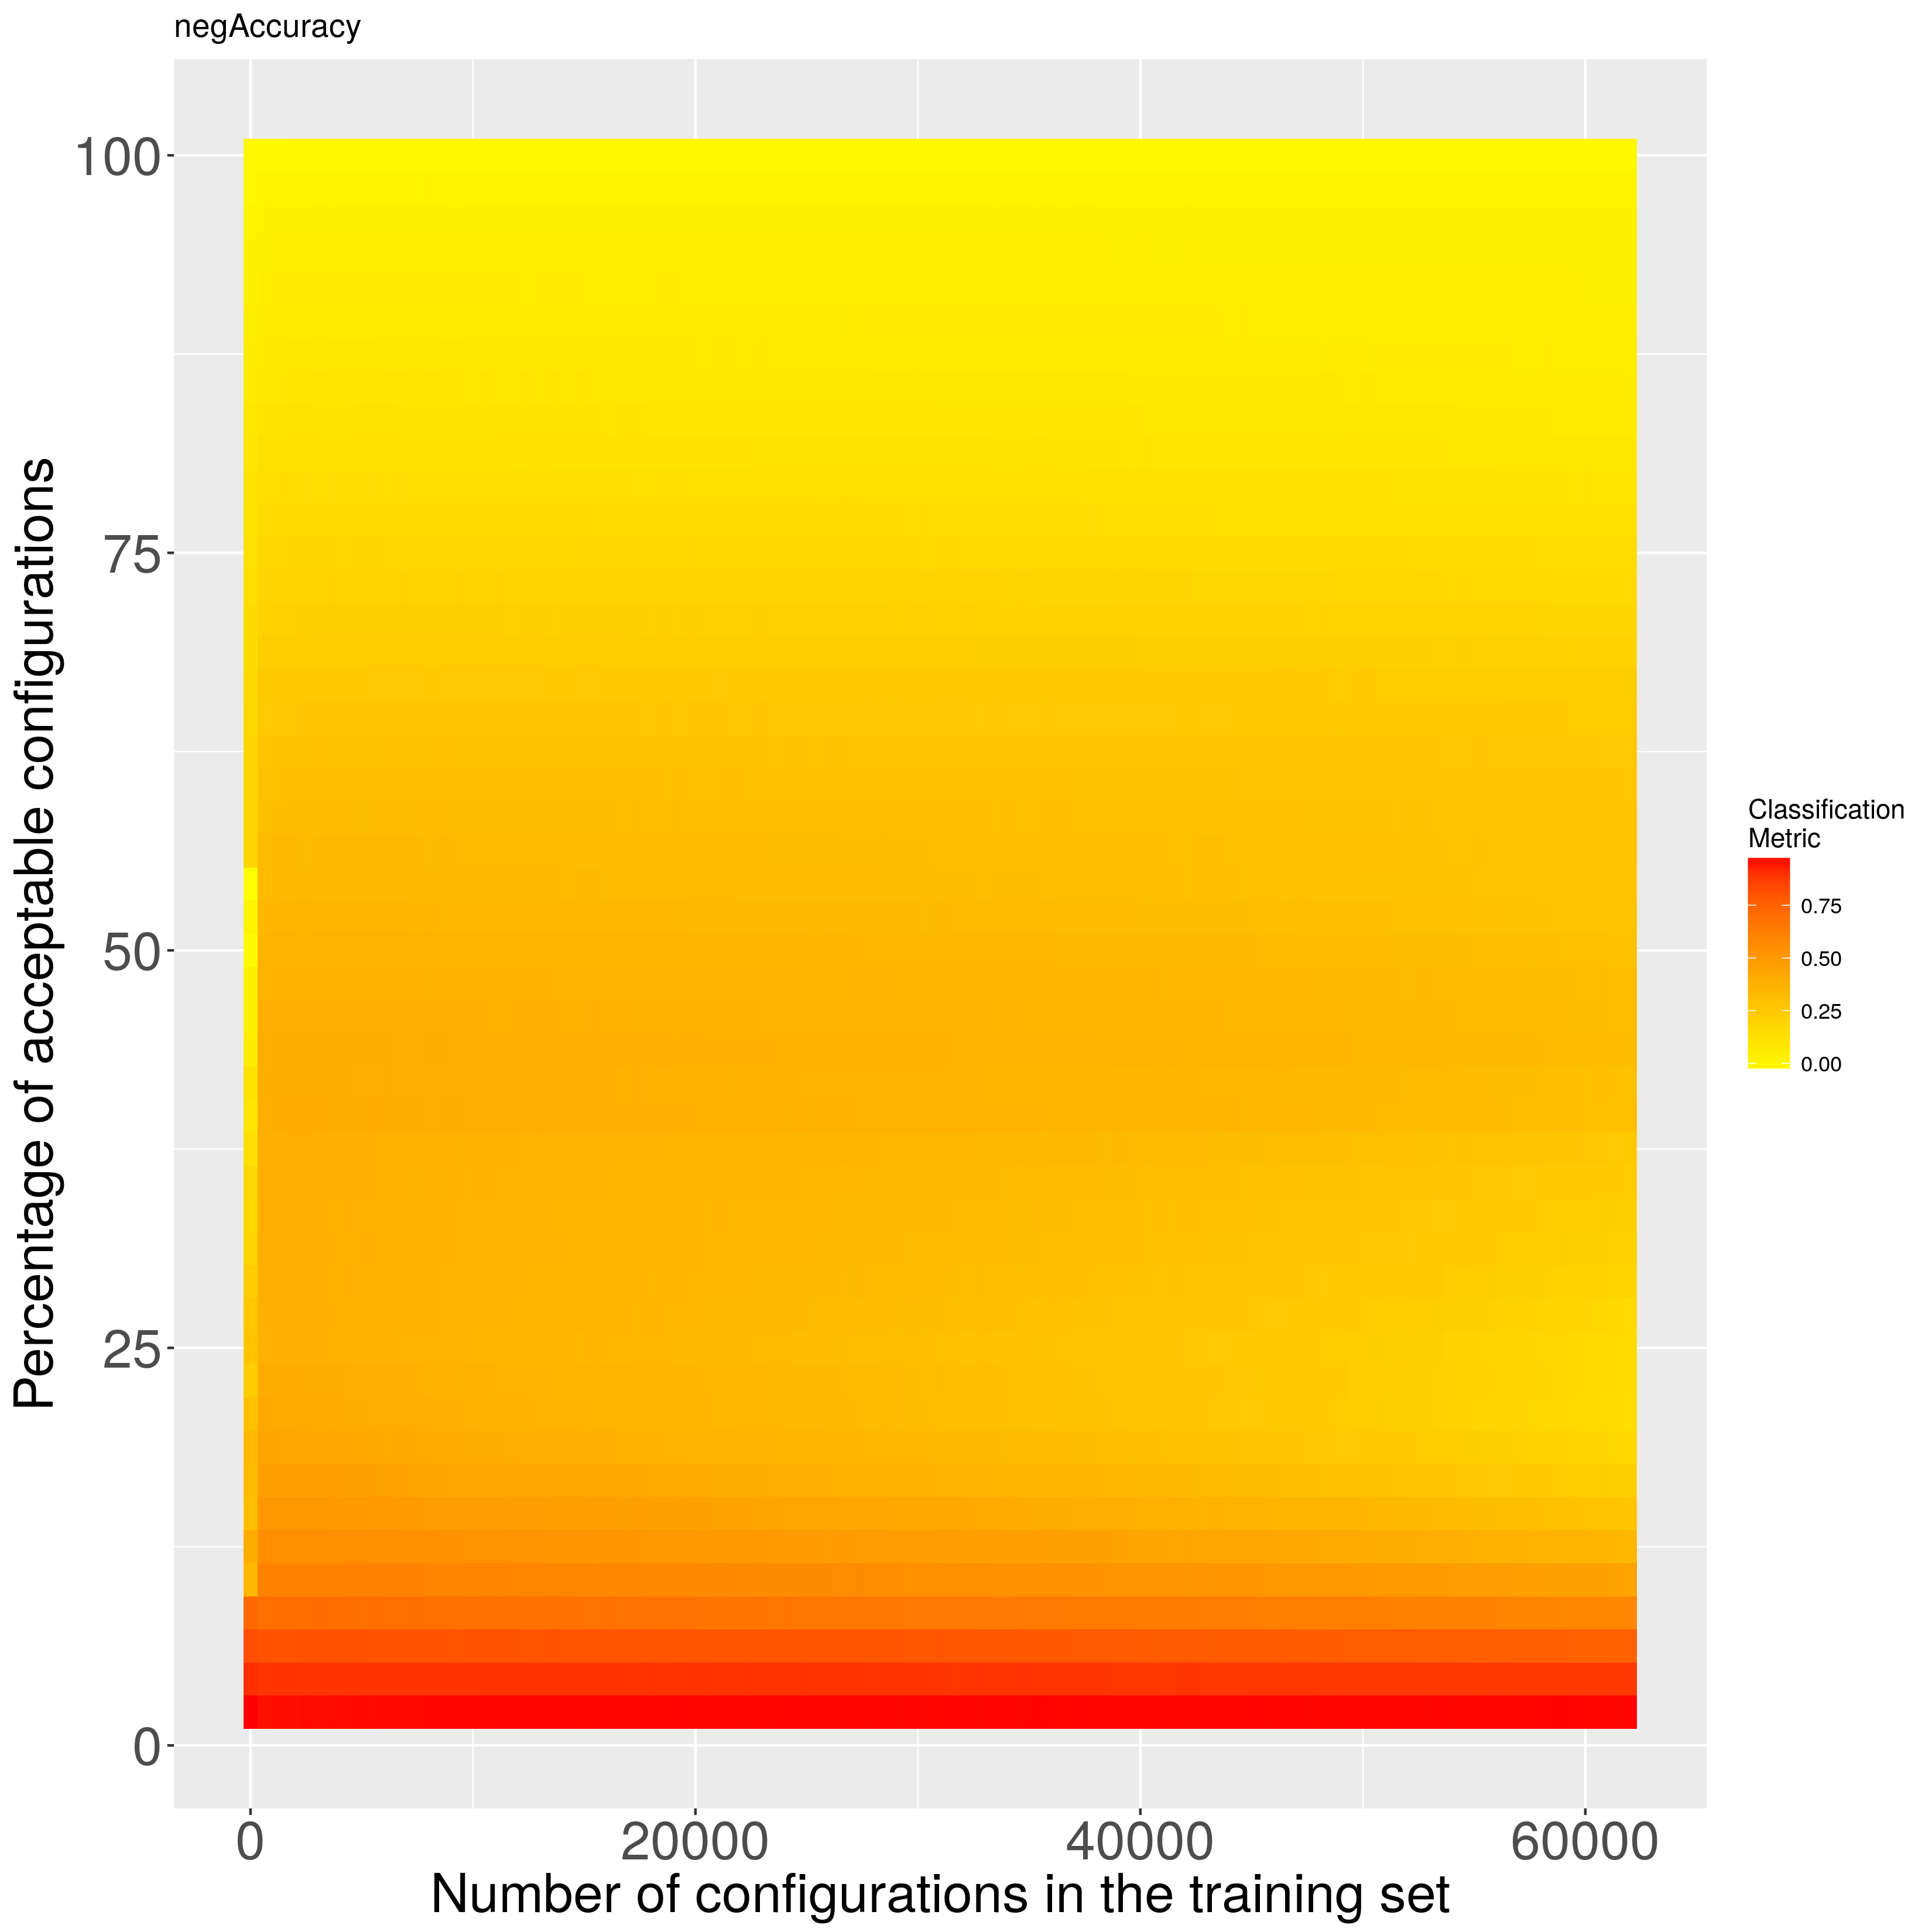 negAccuracy
Percentage of acceptable configurations
100
75
50
25
0
0
20000
40000
60000
Number of configurations in the training set
Classification
Metric
0.75
0.50
0.25
0.00